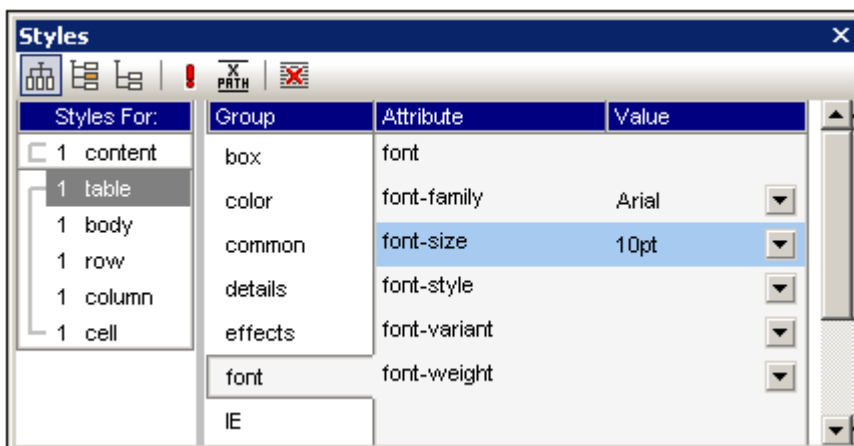 Styles
X
PATH
Styles For: Group Attribute Value
1 content
1 table
1 body
1 row
1 column
1 cell
box
color
common
details
effects
font
IE
font
font-family Arial
font-size 10pt
font-style
font-variant
font-weight